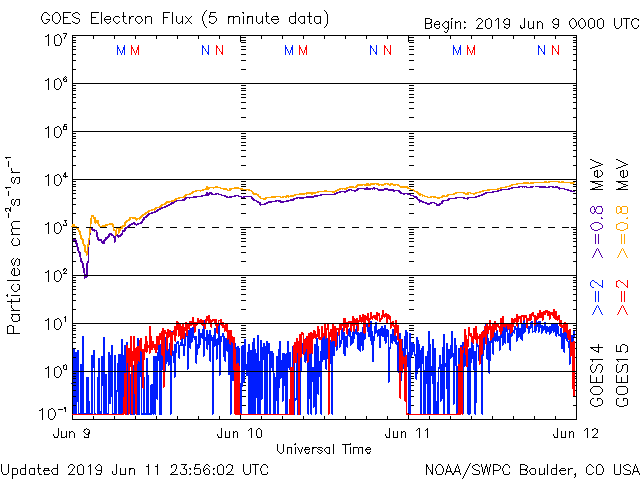 GOES Electron Flux (5 minute data)
Begin: 2019 Jun 9 0000 UTC
10⁷
M M N N M M N N M M N N
10⁶
10⁵
10⁴
10³
10²
10¹
10⁰
10⁻¹
Particles cm⁻²s⁻¹sr⁻¹
Jun 9 Jun 10 Jun 11 Jun 12
Universal Time
GOES14 >=2 >=0.8 MeV
GOES15 >=2 >=0.8 MeV
Updated 2019 Jun 11 23:56:02 UTC
NOAA/SWPC Boulder, CO USA